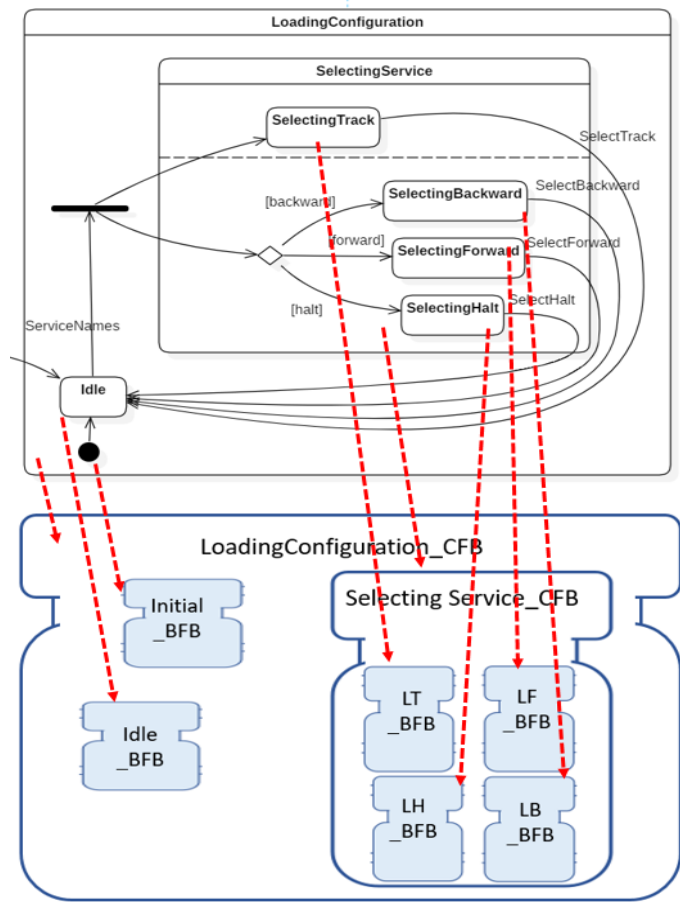 LoadingConfiguration
SelectingService
SelectingTrack
SelectTrack
[backward]
SelectingBackward
SelectBackward
[forward]
SelectingForward
SelectForward
[halt]
SelectingHalt
SelectHalt
ServiceNames
Idle
LoadingConfiguration_CFB
Initial
_BFB
Selecting Service_CFB
Idle
_BFB
LT
_BFB
LF
_BFB
LH
_BFB
LB
_BFB